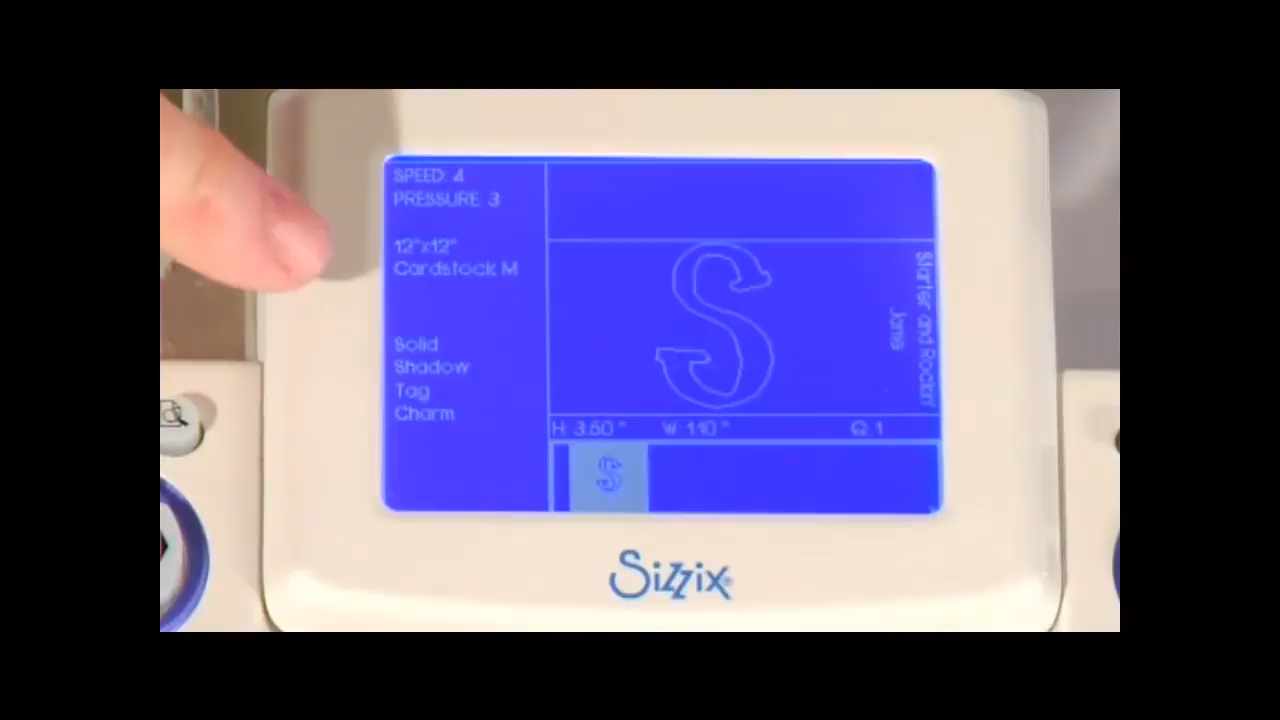 SPEED: 4
PRESSURE: 3
12"x12"
Cardstock M
Solid
Shadow
Tag
Charm
S
Starter and Rockin'
Jana
H: 3.50 "   W: 1.10 "   Q: 1
S
Sizzix®